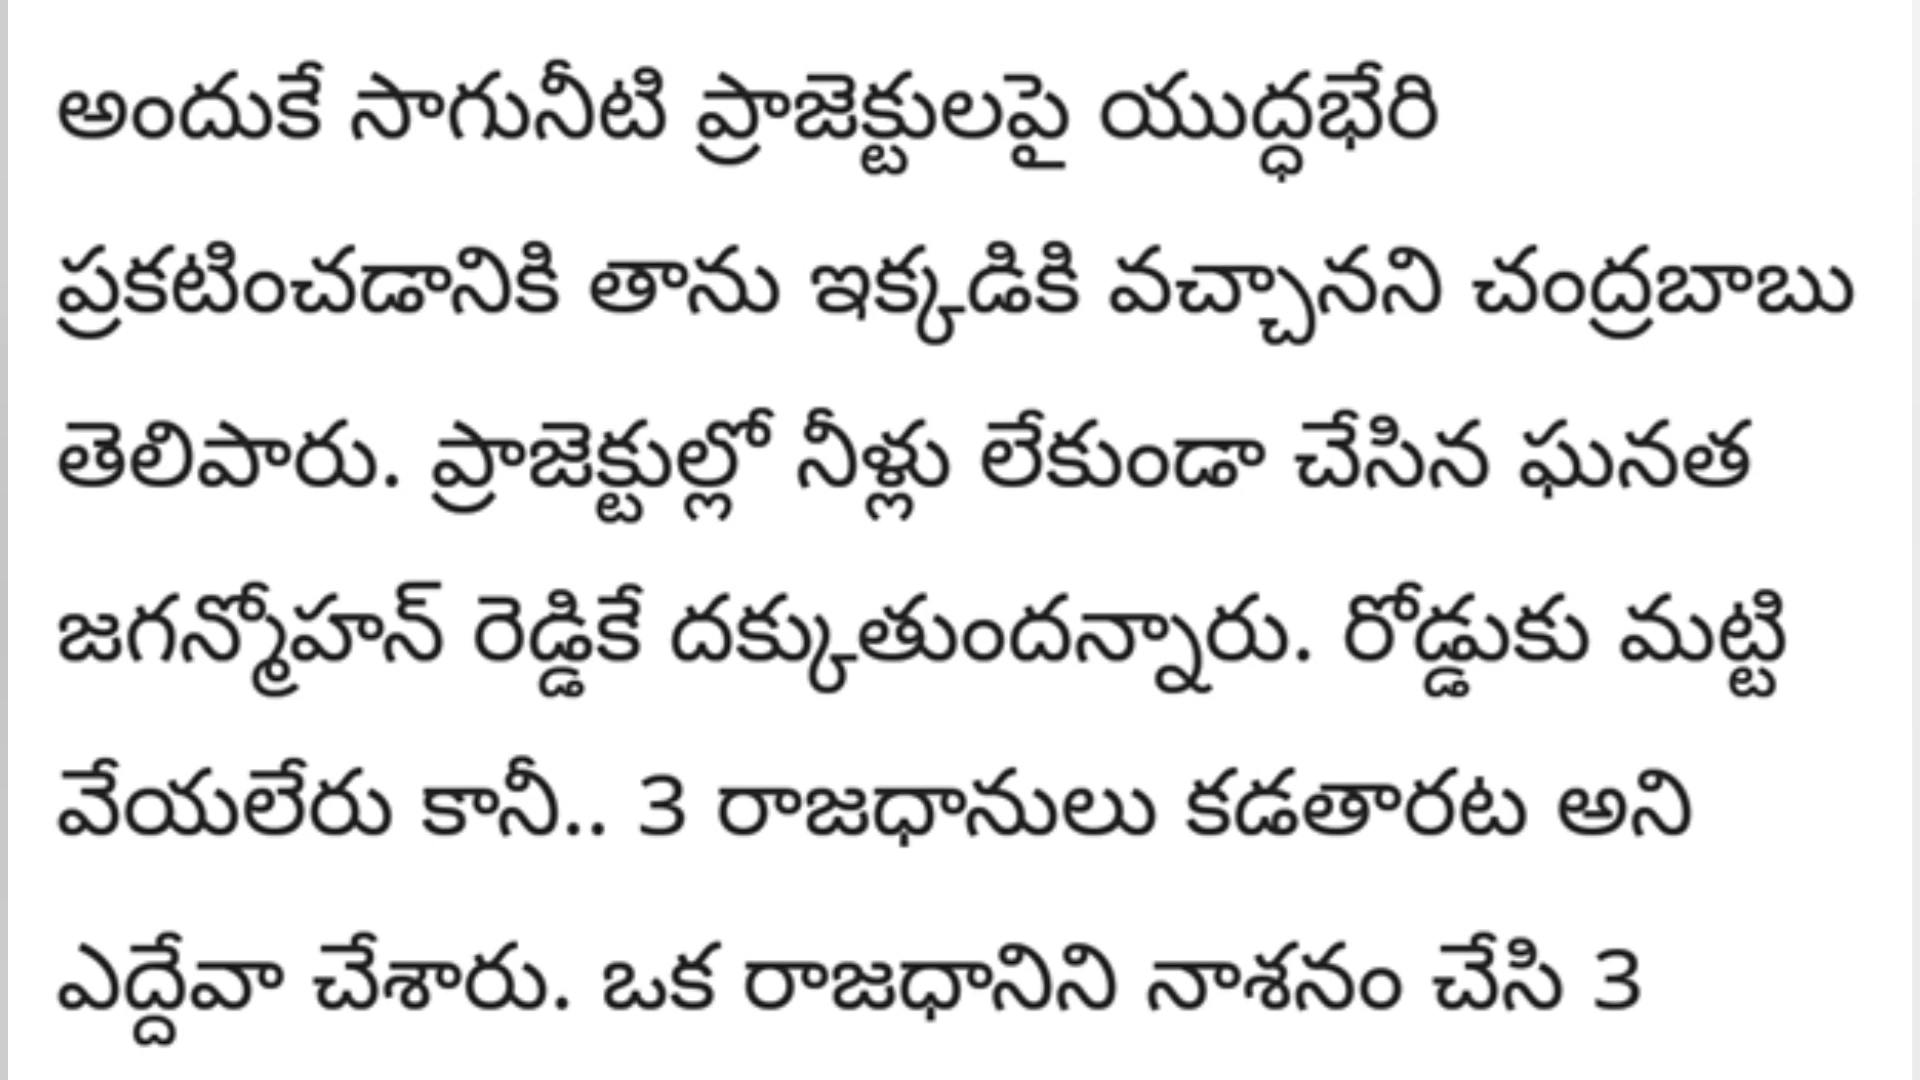 అందుకే సాగునీటి ప్రాజెక్టులపై యుద్ధభేరి
ప్రకటించడానికి తాను ఇక్కడికి వచ్చానని చంద్రబాబు
తెలిపారు. ప్రాజెక్టుల్లో నీళ్లు లేకుండా చేసిన ఘనత
జగన్మోహన్ రెడ్డికే దక్కుతుందన్నారు. రోడ్డుకు మట్టి
వేయలేరు కానీ.. 3 రాజధానులు కడతారట అని
ఎద్దేవా చేశారు. ఒక రాజధానిని నాశనం చేసి 3